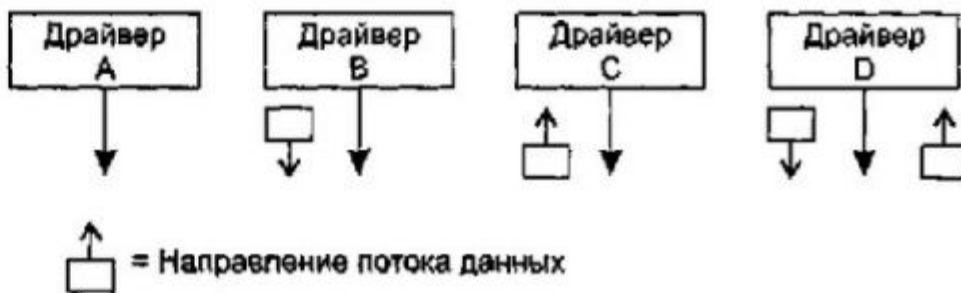 Драйвер
A
Драйвер
B
Драйвер
C
Драйвер
D
= Направление потока данных